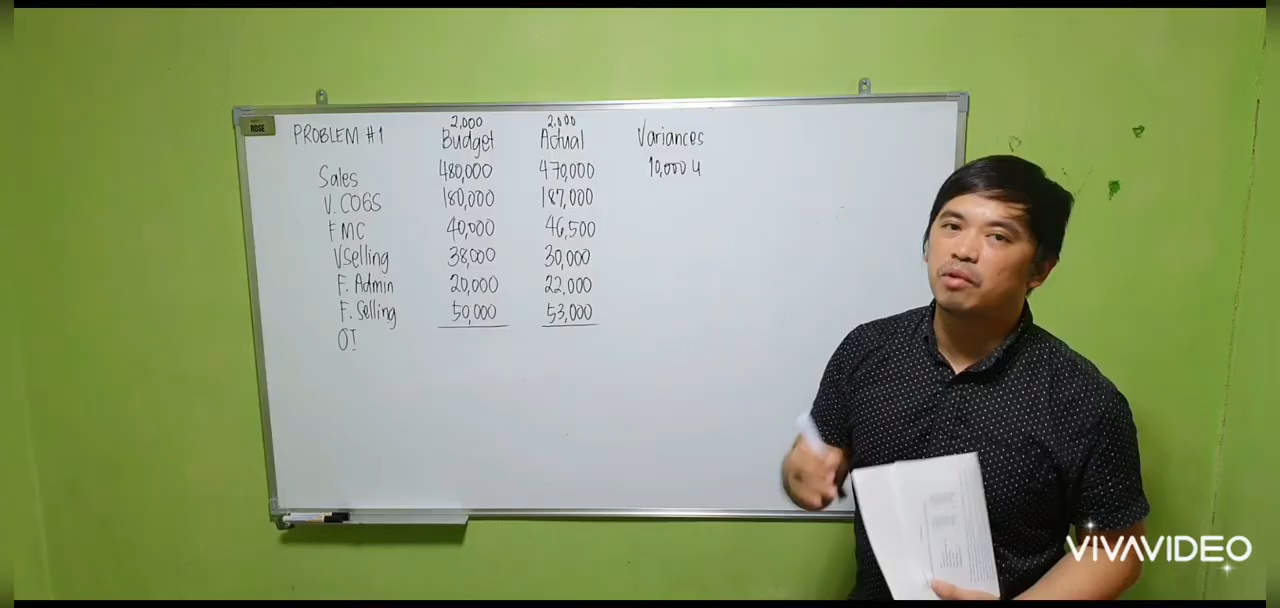 ROSE
PROBLEM #1
2,000 2,000
Budget Actual Variances
Sales 480,000 470,000 10,000 U
V. COGS 180,000 187,000
FMC 40,000 46,500
V Selling 38,000 30,000
F. Admin 20,000 22,000
F. Selling 50,000 53,000
OI
VIVAVIDEO